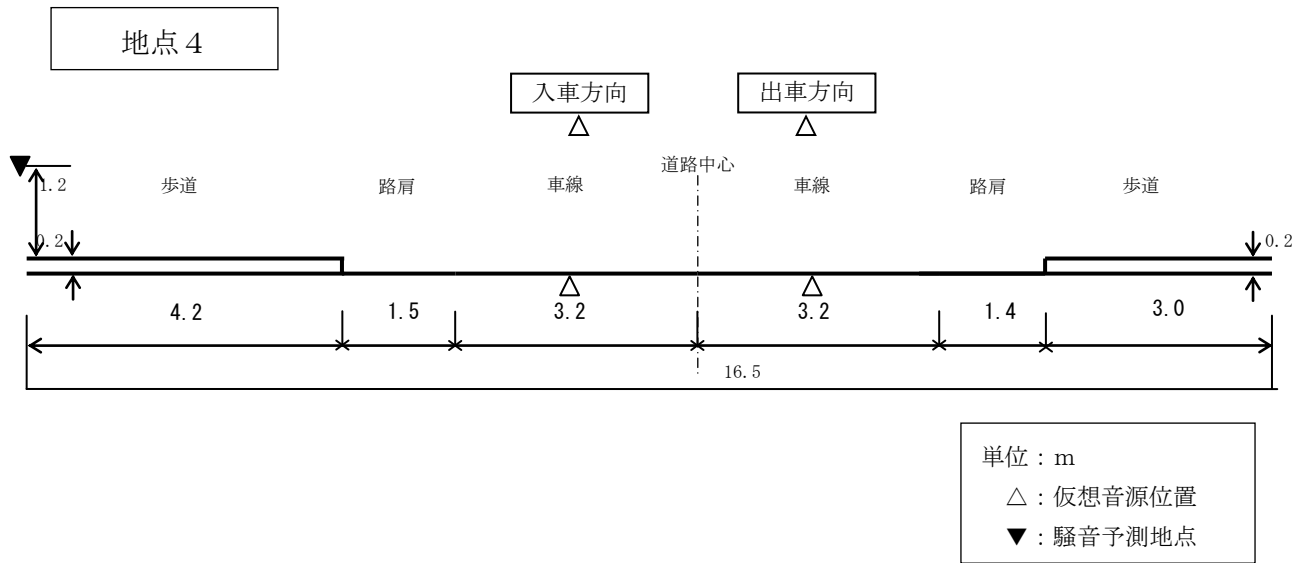 地点４
入車方向 出車方向
△ △
道路中心
▼
1.2 歩道 路肩 車線 車線 路肩 歩道
0.2 0.2
△ △
4.2 1.5 3.2 3.2 1.4 3.0
16.5
単位：m
△：仮想音源位置
▼：騒音予測地点